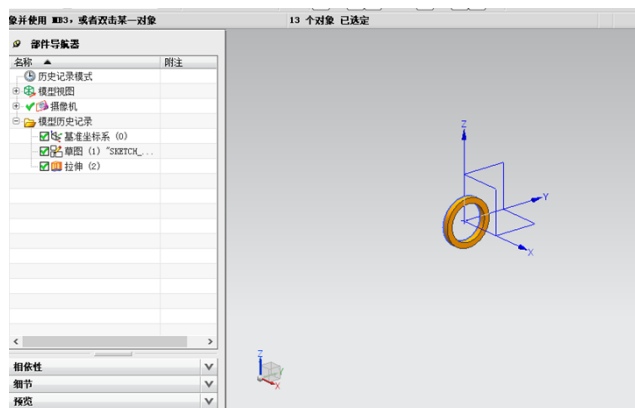 象并使用 MB3，或者双击某一对象
13 个对象 已选定
部件导航器
名称 ▲ 附注
历史记录模式
模型视图
摄像机
模型历史记录
基准坐标系 (0)
草图 (1) "SKETCH_...
拉伸 (2)
相依性
细节
预览
Z
Y
X
Z
X